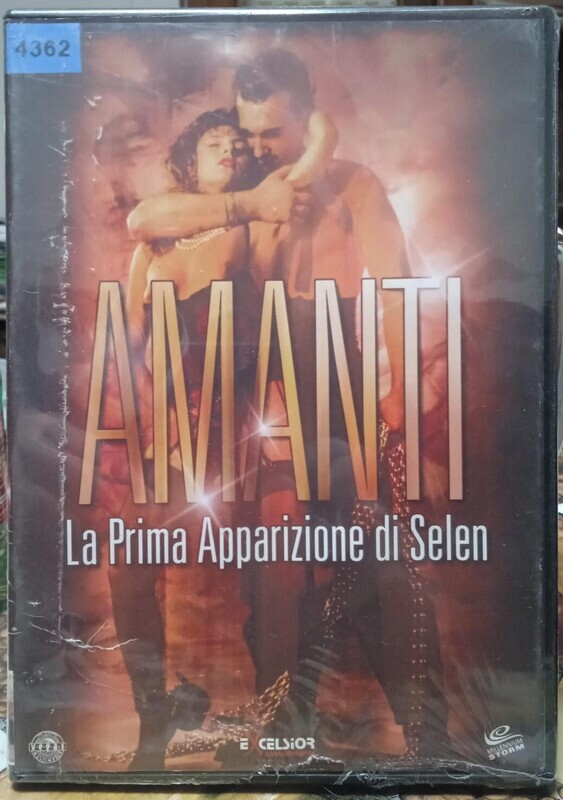 4362
AMANTI
La Prima Apparizione di Selen
EXCELSIOR
MILLENNIUM
STORM